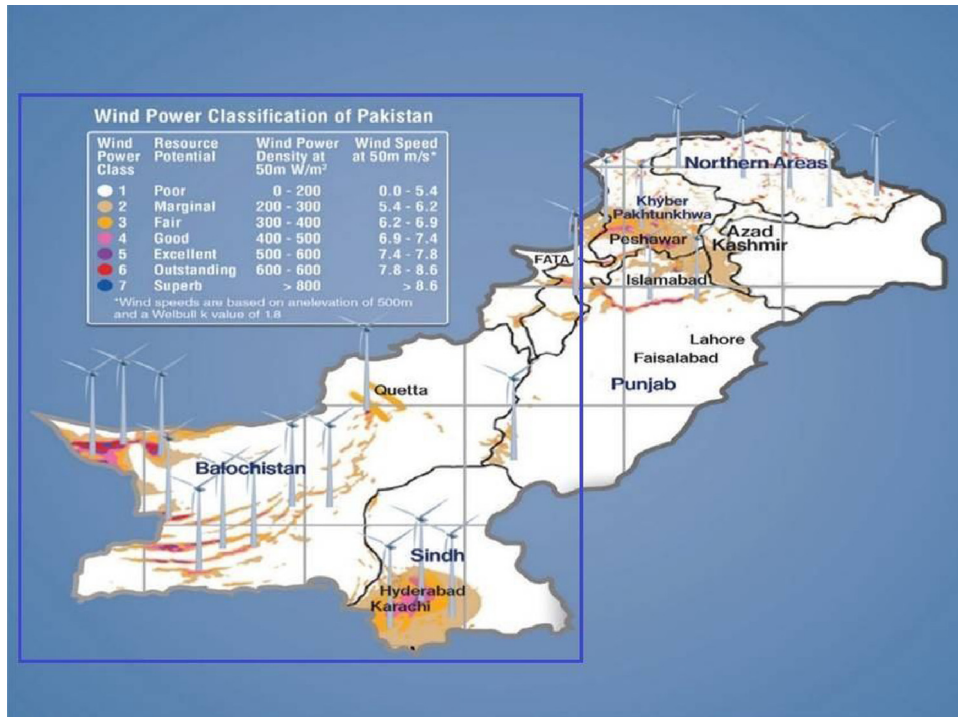 Wind Power Classification of Pakistan
Wind Power Class Resource Potential Wind Power Density at 50m W/m² Wind Speed at 50m m/s*
1 Poor 0 - 200 0.0 - 5.4
2 Marginal 200 - 300 5.4 - 6.2
3 Fair 300 - 400 6.2 - 6.9
4 Good 400 - 500 6.9 - 7.4
5 Excellent 500 - 600 7.4 - 7.8
6 Outstanding 600 - 600 7.8 - 8.6
7 Superb > 800 > 8.6
*Wind speeds are based on anelevation of 500m
and a Welbull k value of 1.8
Northern Areas
Khyber
Pakhtunkhwa
Peshawar
Azad
Kashmir
FATA
Islamabad
Lahore
Faisalabad
Punjab
Quetta
Balochistan
Sindh
Hyderabad
Karachi